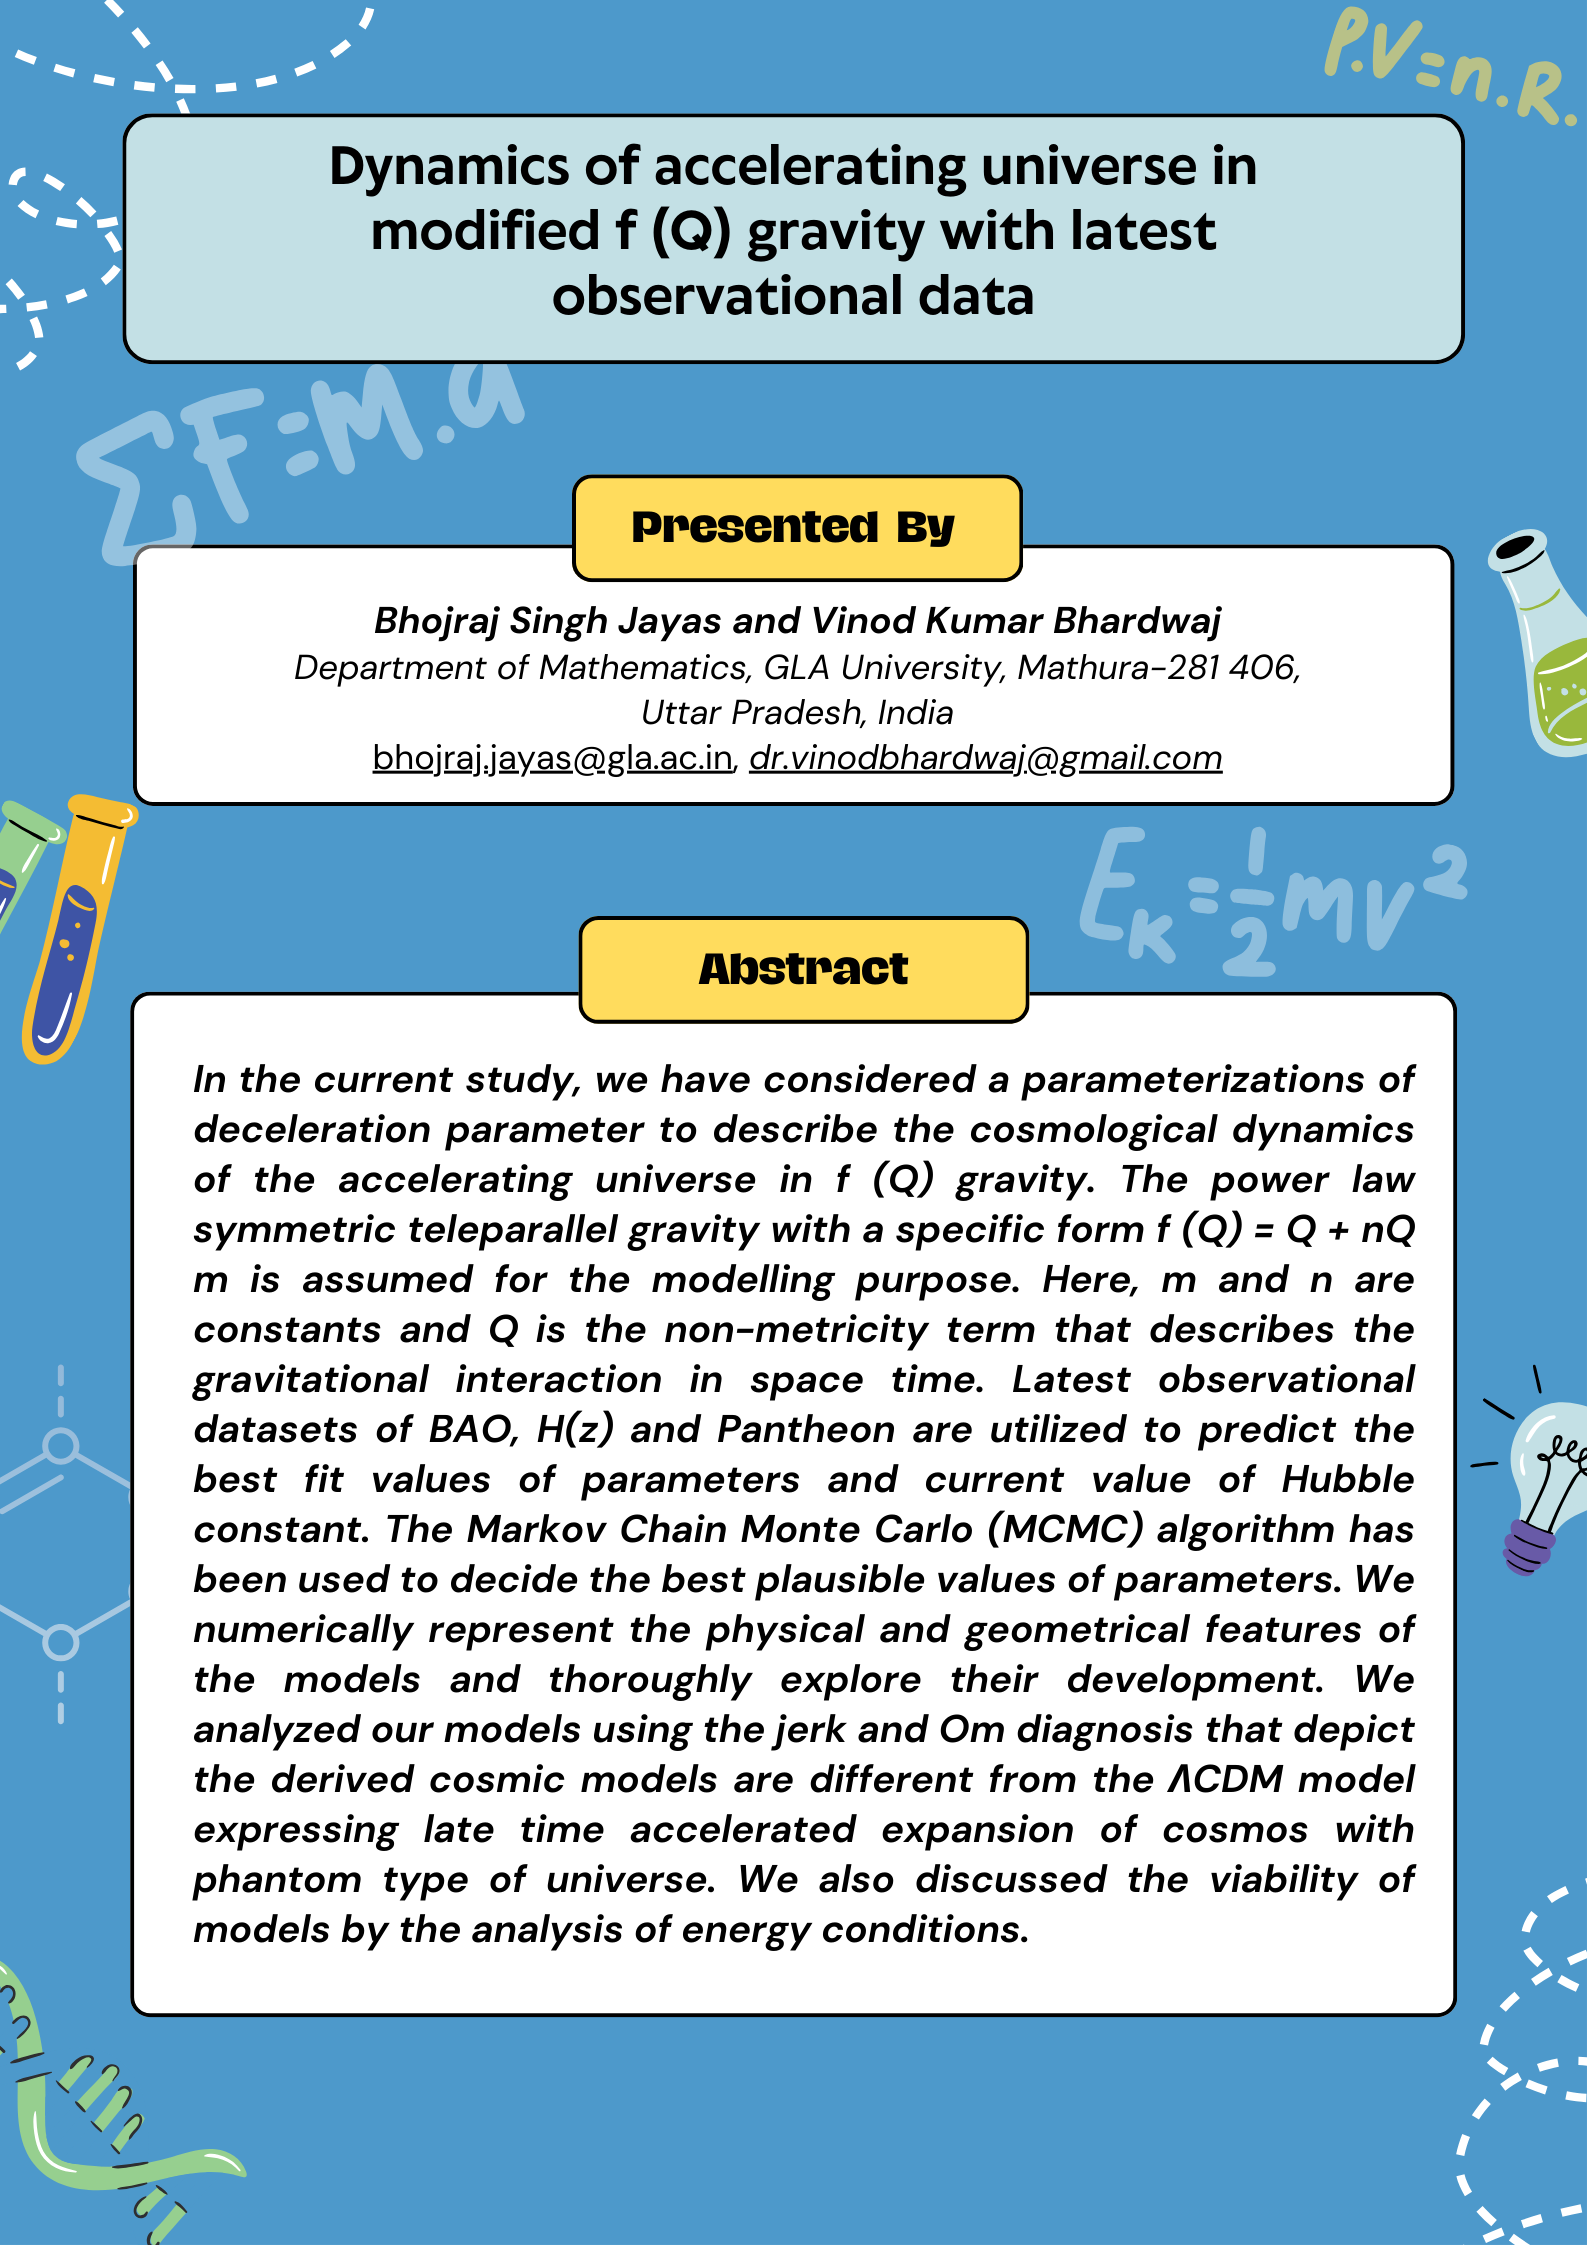 P.V=n.R.
Dynamics of accelerating universe in
modified f (Q) gravity with latest
observational data
ΣF=M.a
Presented By
Bhojraj Singh Jayas and Vinod Kumar Bhardwaj
Department of Mathematics, GLA University, Mathura-281 406,
Uttar Pradesh, India
bhojraj.jayas@gla.ac.in, dr.vinodbhardwaj@gmail.com
Eₖ=½mv²
Abstract
In the current study, we have considered a parameterizations of
deceleration parameter to describe the cosmological dynamics
of the accelerating universe in f (Q) gravity. The power law
symmetric teleparallel gravity with a specific form f (Q) = Q + nQ
m is assumed for the modelling purpose. Here, m and n are
constants and Q is the non-metricity term that describes the
gravitational interaction in space time. Latest observational
datasets of BAO, H(z) and Pantheon are utilized to predict the
best fit values of parameters and current value of Hubble
constant. The Markov Chain Monte Carlo (MCMC) algorithm has
been used to decide the best plausible values of parameters. We
numerically represent the physical and geometrical features of
the models and thoroughly explore their development. We
analyzed our models using the jerk and Om diagnosis that depict
the derived cosmic models are different from the ΛCDM model
expressing late time accelerated expansion of cosmos with
phantom type of universe. We also discussed the viability of
models by the analysis of energy conditions.